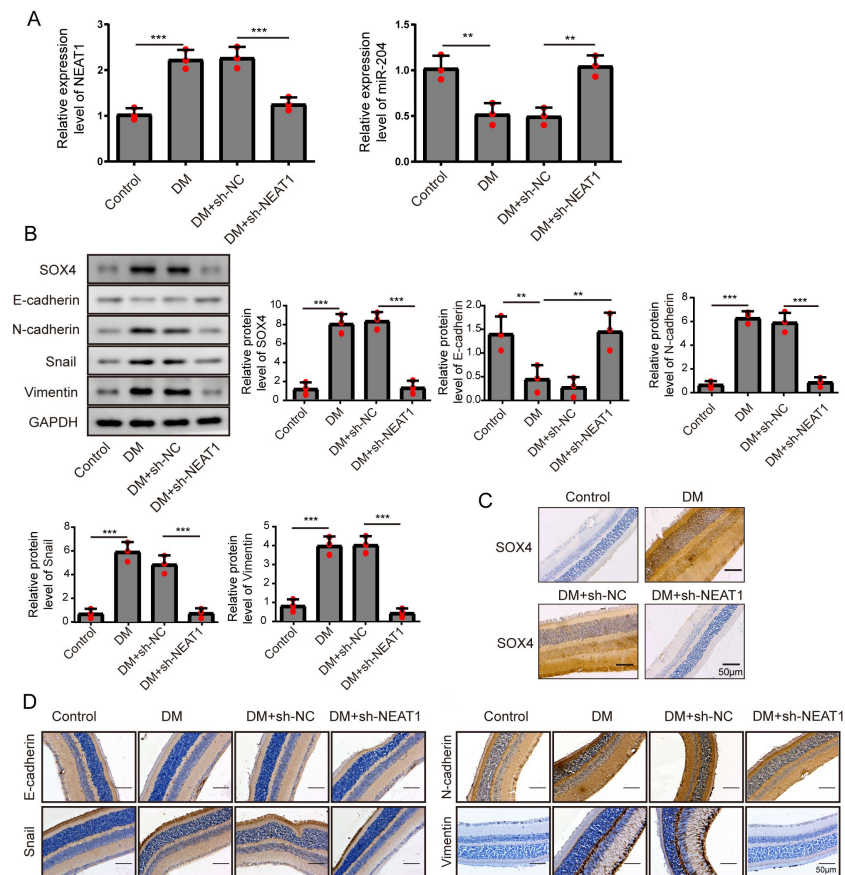 A
Relative expression
level of NEAT1
3
2
1
0
***
***
Control
DM
DM+sh-NC
DM+sh-NEAT1
Relative expression
level of miR-204
1.5
1.0
0.5
0.0
**
**
Control
DM
DM+sh-NC
DM+sh-NEAT1
B
SOX4
E-cadherin
N-cadherin
Snail
Vimentin
GAPDH
Control
DM
DM+sh-NC
DM+sh-NEAT1
Relative protein
level of SOX4
10
8
6
4
2
0
***
***
Control
DM
DM+sh-NC
DM+sh-NEAT1
Relative protein
level of E-cadherin
2.0
1.5
1.0
0.5
0.0
**
**
Control
DM
DM+sh-NC
DM+sh-NEAT1
Relative protein
level of N-cadherin
8
6
4
2
0
***
***
Control
DM
DM+sh-NC
DM+sh-NEAT1
Relative protein
level of Snail
8
6
4
2
0
***
***
Control
DM
DM+sh-NC
DM+sh-NEAT1
Relative protein
level of Vimentin
5
4
3
2
1
0
***
***
Control
DM
DM+sh-NC
DM+sh-NEAT1
C
Control DM
SOX4
DM+sh-NC DM+sh-NEAT1
SOX4
50μm
D
Control DM DM+sh-NC DM+sh-NEAT1
E-cadherin
Snail
Control DM DM+sh-NC DM+sh-NEAT1
N-cadherin
Vimentin
50μm